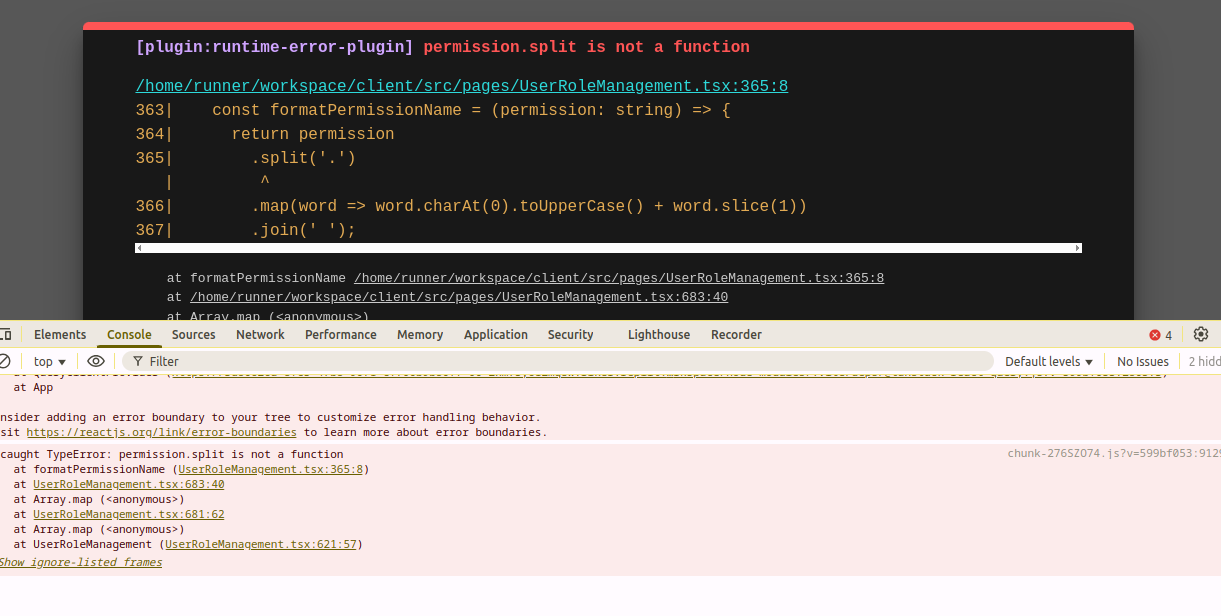 [plugin:runtime-error-plugin] permission.split is not a function
/home/runner/workspace/client/src/pages/UserRoleManagement.tsx:365:8
363|    const formatPermissionName = (permission: string) => {
364|      return permission
365|        .split('.')
   |         ^
366|        .map(word => word.charAt(0).toUpperCase() + word.slice(1))
367|        .join(' ');
at formatPermissionName /home/runner/workspace/client/src/pages/UserRoleManagement.tsx:365:8
at /home/runner/workspace/client/src/pages/UserRoleManagement.tsx:683:40
at Array.map (<anonymous>)
Elements Console Sources Network Performance Memory Application Security Lighthouse Recorder 4
top Filter Default levels No Issues 2 hidd
at App
nsider adding an error boundary to your tree to customize error handling behavior.
sit https://reactjs.org/link/error-boundaries to learn more about error boundaries.
caught TypeError: permission.split is not a function chunk-276SZO74.js?v=599bf053:9129
at formatPermissionName (UserRoleManagement.tsx:365:8)
at UserRoleManagement.tsx:683:40
at Array.map (<anonymous>)
at UserRoleManagement.tsx:681:62
at Array.map (<anonymous>)
at UserRoleManagement (UserRoleManagement.tsx:621:57)
Show ignore-listed frames